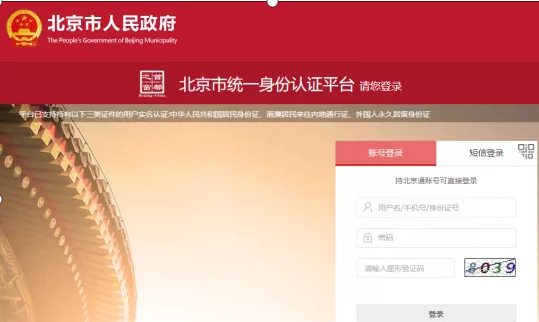 北京市人民政府
The People's Government of Beijing Municipality
首都之窗
Beijing-China
北京市统一身份认证平台 请您登录
平台已支持持有以下三类证件的用户实名认证:中华人民共和国居民身份证、港澳居民来往内地通行证、外国人永久居留身份证
账号登录 短信登录
持北京通账号可直接登录
用户名/手机号/身份证号
密码
请输入图形验证码 8039
登录